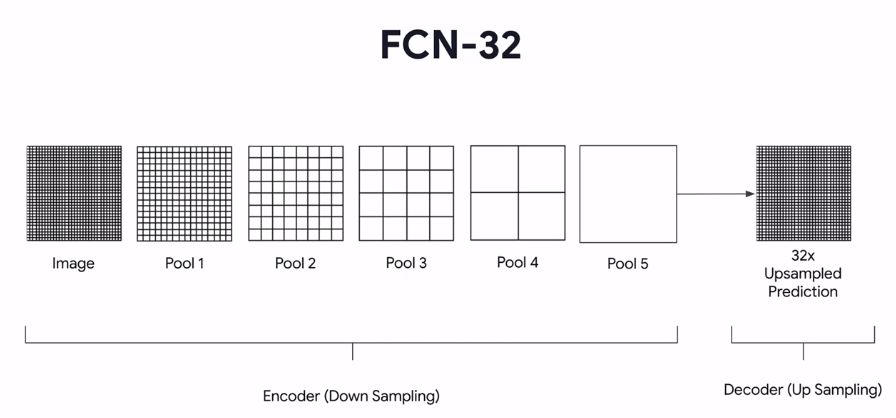 FCN-32
Image
Pool 1
Pool 2
Pool 3
Pool 4
Pool 5
32x
Upsampled
Prediction
Encoder (Down Sampling)
Decoder (Up Sampling)